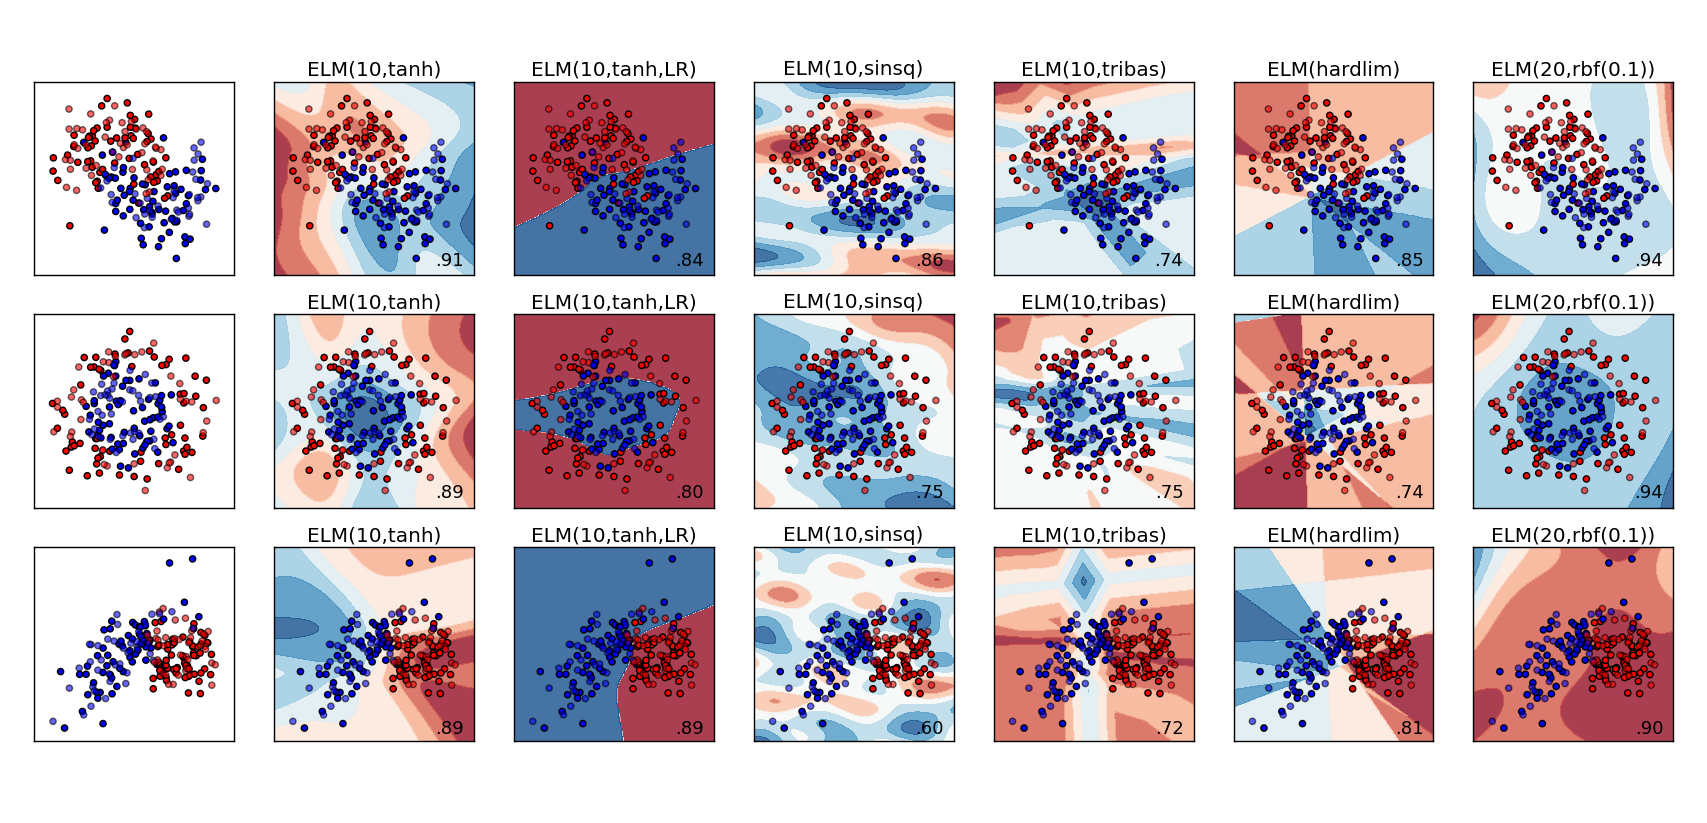 ELM(10,tanh) ELM(10,tanh,LR) ELM(10,sinsq) ELM(10,tribas) ELM(hardlim) ELM(20,rbf(0.1))
.91 .84 .86 .74 .85 .94
ELM(10,tanh) ELM(10,tanh,LR) ELM(10,sinsq) ELM(10,tribas) ELM(hardlim) ELM(20,rbf(0.1))
.89 .80 .75 .75 .74 .94
ELM(10,tanh) ELM(10,tanh,LR) ELM(10,sinsq) ELM(10,tribas) ELM(hardlim) ELM(20,rbf(0.1))
.89 .89 .60 .72 .81 .90